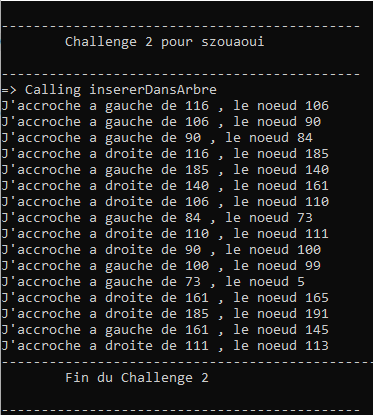 ---------------------------------------------
Challenge 2 pour szouaoui
---------------------------------------------
=> Calling insererDansArbre
J'accroche a gauche de 116 , le noeud 106
J'accroche a gauche de 106 , le noeud 90
J'accroche a gauche de 90 , le noeud 84
J'accroche a droite de 116 , le noeud 185
J'accroche a gauche de 185 , le noeud 140
J'accroche a droite de 140 , le noeud 161
J'accroche a droite de 106 , le noeud 110
J'accroche a gauche de 84 , le noeud 73
J'accroche a droite de 110 , le noeud 111
J'accroche a droite de 90 , le noeud 100
J'accroche a gauche de 100 , le noeud 99
J'accroche a gauche de 73 , le noeud 5
J'accroche a droite de 161 , le noeud 165
J'accroche a droite de 185 , le noeud 191
J'accroche a gauche de 161 , le noeud 145
J'accroche a droite de 111 , le noeud 113
-----------------------------------------------
Fin du Challenge 2
---------------------------------------------